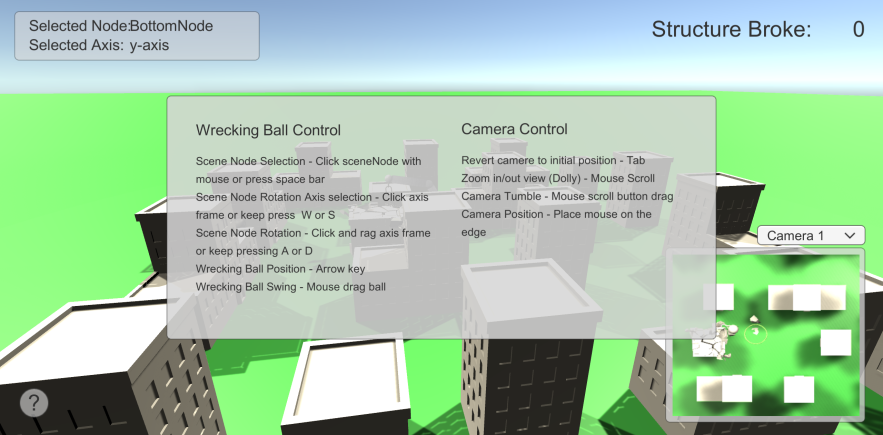 Selected Node:BottomNode
Selected Axis: y-axis
Structure Broke: 0
Wrecking Ball Control
Scene Node Selection - Click sceneNode with
mouse or press space bar
Scene Node Rotation Axis selection - Click axis
frame or keep press W or S
Scene Node Rotation - Click and rag axis frame
or keep pressing A or D
Wrecking Ball Position - Arrow key
Wrecking Ball Swing - Mouse drag ball
Camera Control
Revert camere to initial position - Tab
Zoom in/out view (Dolly) - Mouse Scroll
Camera Tumble - Mouse scroll button drag
Camera Position - Place mouse on the
edge
Camera 1
?